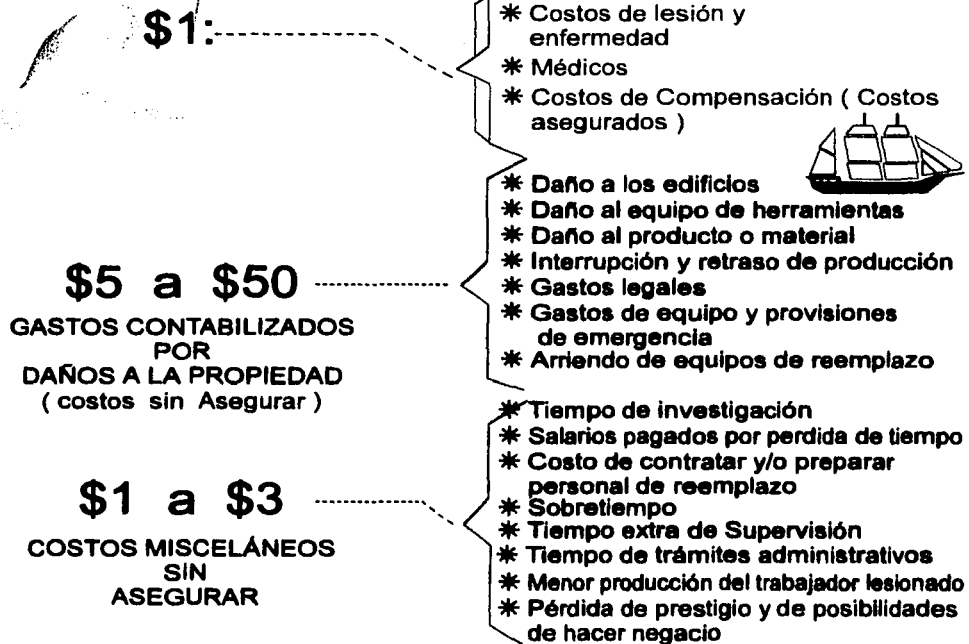 $1:
* Costos de lesión y
enfermedad
* Médicos
* Costos de Compensación ( Costos
asegurados )
$5 a $50
GASTOS CONTABILIZADOS
POR
DAÑOS A LA PROPIEDAD
( costos sin Asegurar )
* Daño a los edificios
* Daño al equipo de herramientas
* Daño al producto o material
* Interrupción y retraso de producción
* Gastos legales
* Gastos de equipo y provisiones
de emergencia
* Arriendo de equipos de reemplazo
$1 a $3
COSTOS MISCELÁNEOS
SIN
ASEGURAR
* Tiempo de investigación
* Salarios pagados por perdida de tiempo
* Costo de contratar y/o preparar
personal de reemplazo
* Sobretiempo
* Tiempo extra de Supervisión
* Tiempo de trámites administrativos
* Menor producción del trabajador lesionado
* Pérdida de prestigio y de posibilidades
de hacer negacio